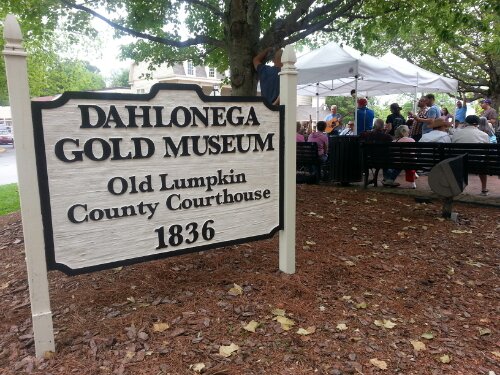 DAHLONEGA
GOLD MUSEUM
Old Lumpkin
County Courthouse
1836